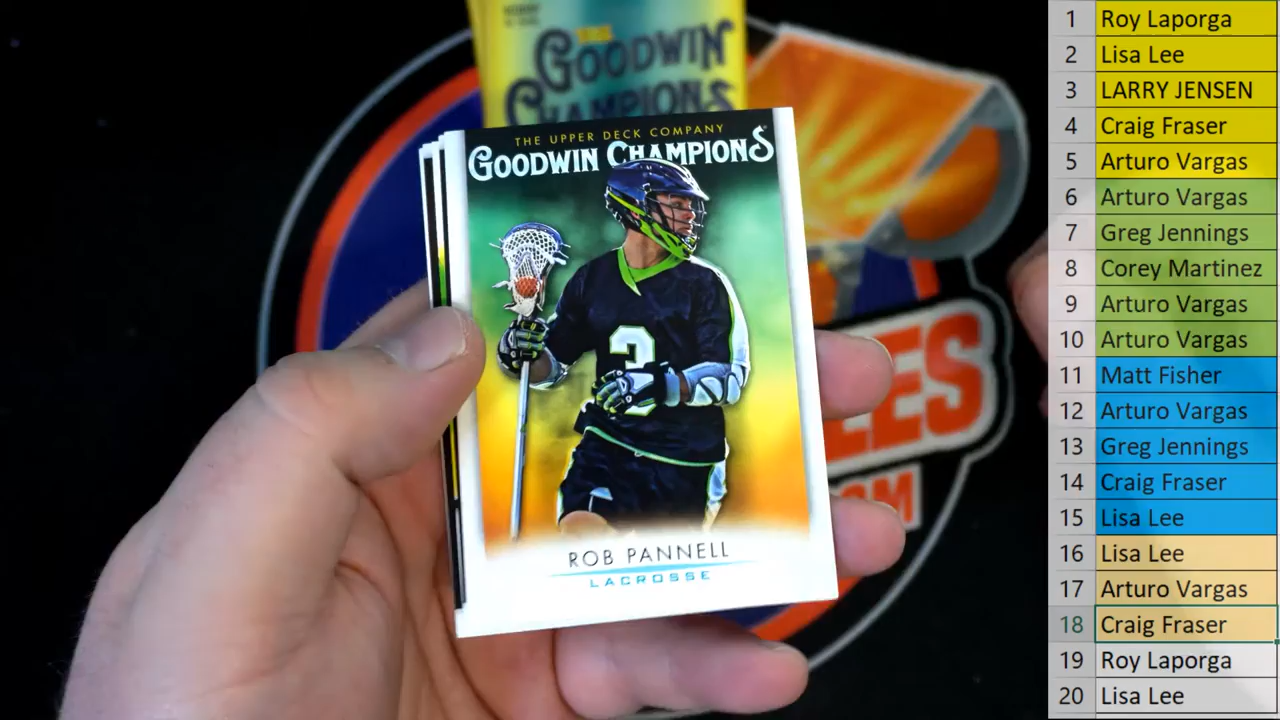 THE
GOODWIN
CHAMPIONS
THE UPPER DECK COMPANY
GOODWIN CHAMPIONS
3
ROB PANNELL
LACROSSE
1 Roy Laporga
2 Lisa Lee
3 LARRY JENSEN
4 Craig Fraser
5 Arturo Vargas
6 Arturo Vargas
7 Greg Jennings
8 Corey Martinez
9 Arturo Vargas
10 Arturo Vargas
11 Matt Fisher
12 Arturo Vargas
13 Greg Jennings
14 Craig Fraser
15 Lisa Lee
16 Lisa Lee
17 Arturo Vargas
18 Craig Fraser
19 Roy Laporga
20 Lisa Lee